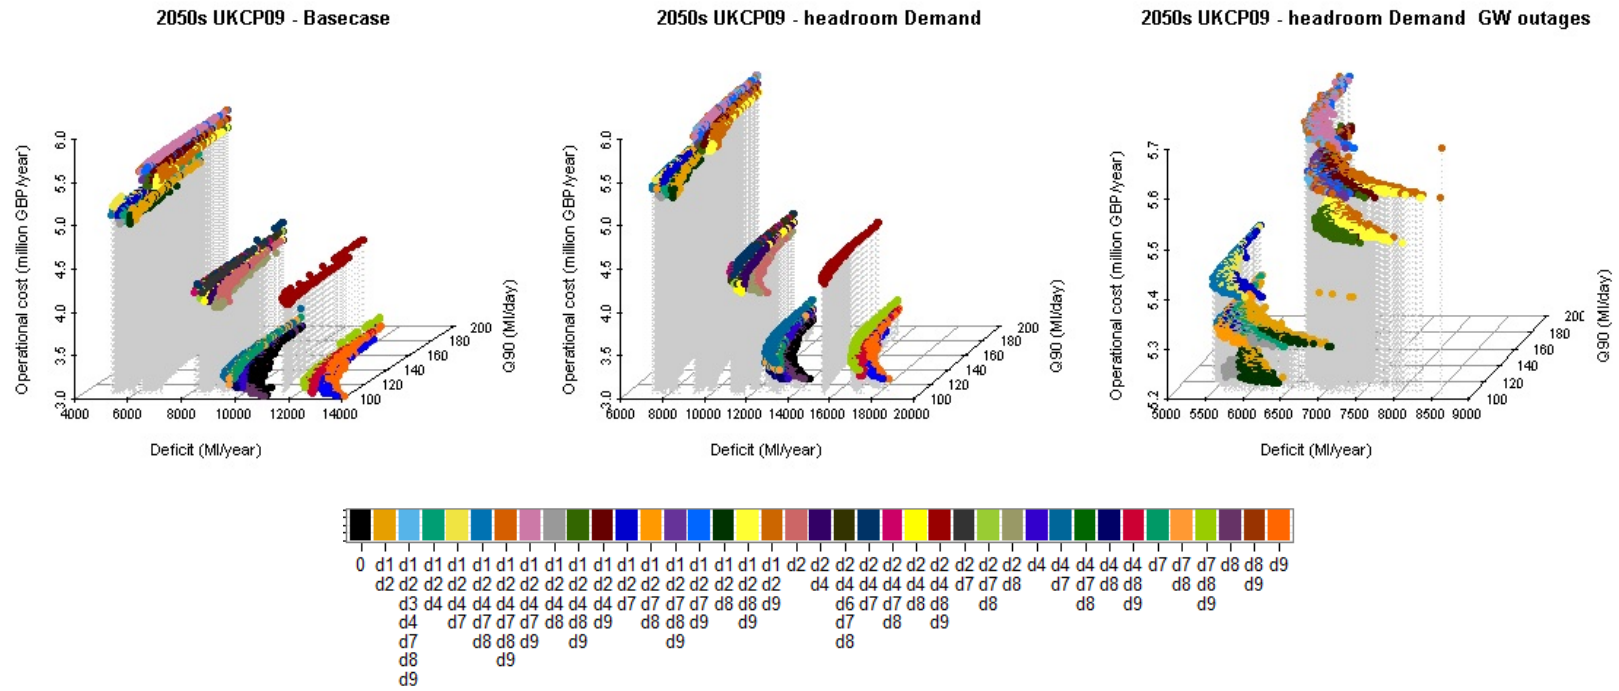 2050s UKCP09 - Basecase
2050s UKCP09 - headroom Demand
2050s UKCP09 - headroom Demand  GW outages
Operational cost (million GBP/year)
3.0 3.5 4.0 4.5 5.0 5.5 6.0
4000 6000 8000 10000 12000 14000
100 120 140 160 180 200
Deficit (Ml/year)
Q90 (Ml/day)
Operational cost (million GBP/year)
3.0 3.5 4.0 4.5 5.0 5.5 6.0
6000 8000 10000 12000 14000 16000 18000 20000
100 120 140 160 180 200
Deficit (Ml/year)
Q90 (Ml/day)
Operational cost (million GBP/year)
5.2 5.3 5.4 5.5 5.6 5.7
5000 5500 6000 6500 7000 7500 8000 8500 9000
100 120 140 160 180 200
Deficit (Ml/year)
Q90 (Ml/day)
0 d1 d1 d1 d1 d1 d1 d1 d1 d1 d1 d1 d1 d1 d1 d1 d1 d1 d2 d2 d2 d2 d2 d2 d2 d2 d2 d2 d4 d4 d4 d4 d4 d7 d7 d7 d8 d8 d9
d2 d2 d2 d2 d2 d2 d2 d2 d2 d2 d2 d2 d2 d2 d2 d2 d2 d4 d4 d4 d4 d4 d4 d7 d7 d8 d7 d7 d8 d8 d8 d8 d9
d3 d4 d4 d4 d4 d4 d4 d4 d4 d7 d7 d7 d7 d8 d8 d9 d6 d7 d7 d8 d8 d8 d8 d9 d9
d4 d7 d7 d7 d7 d8 d8 d9 d8 d8 d9 d9 d7 d8 d9
d7 d8 d8 d9 d9 d9 d8
d8 d9
d9